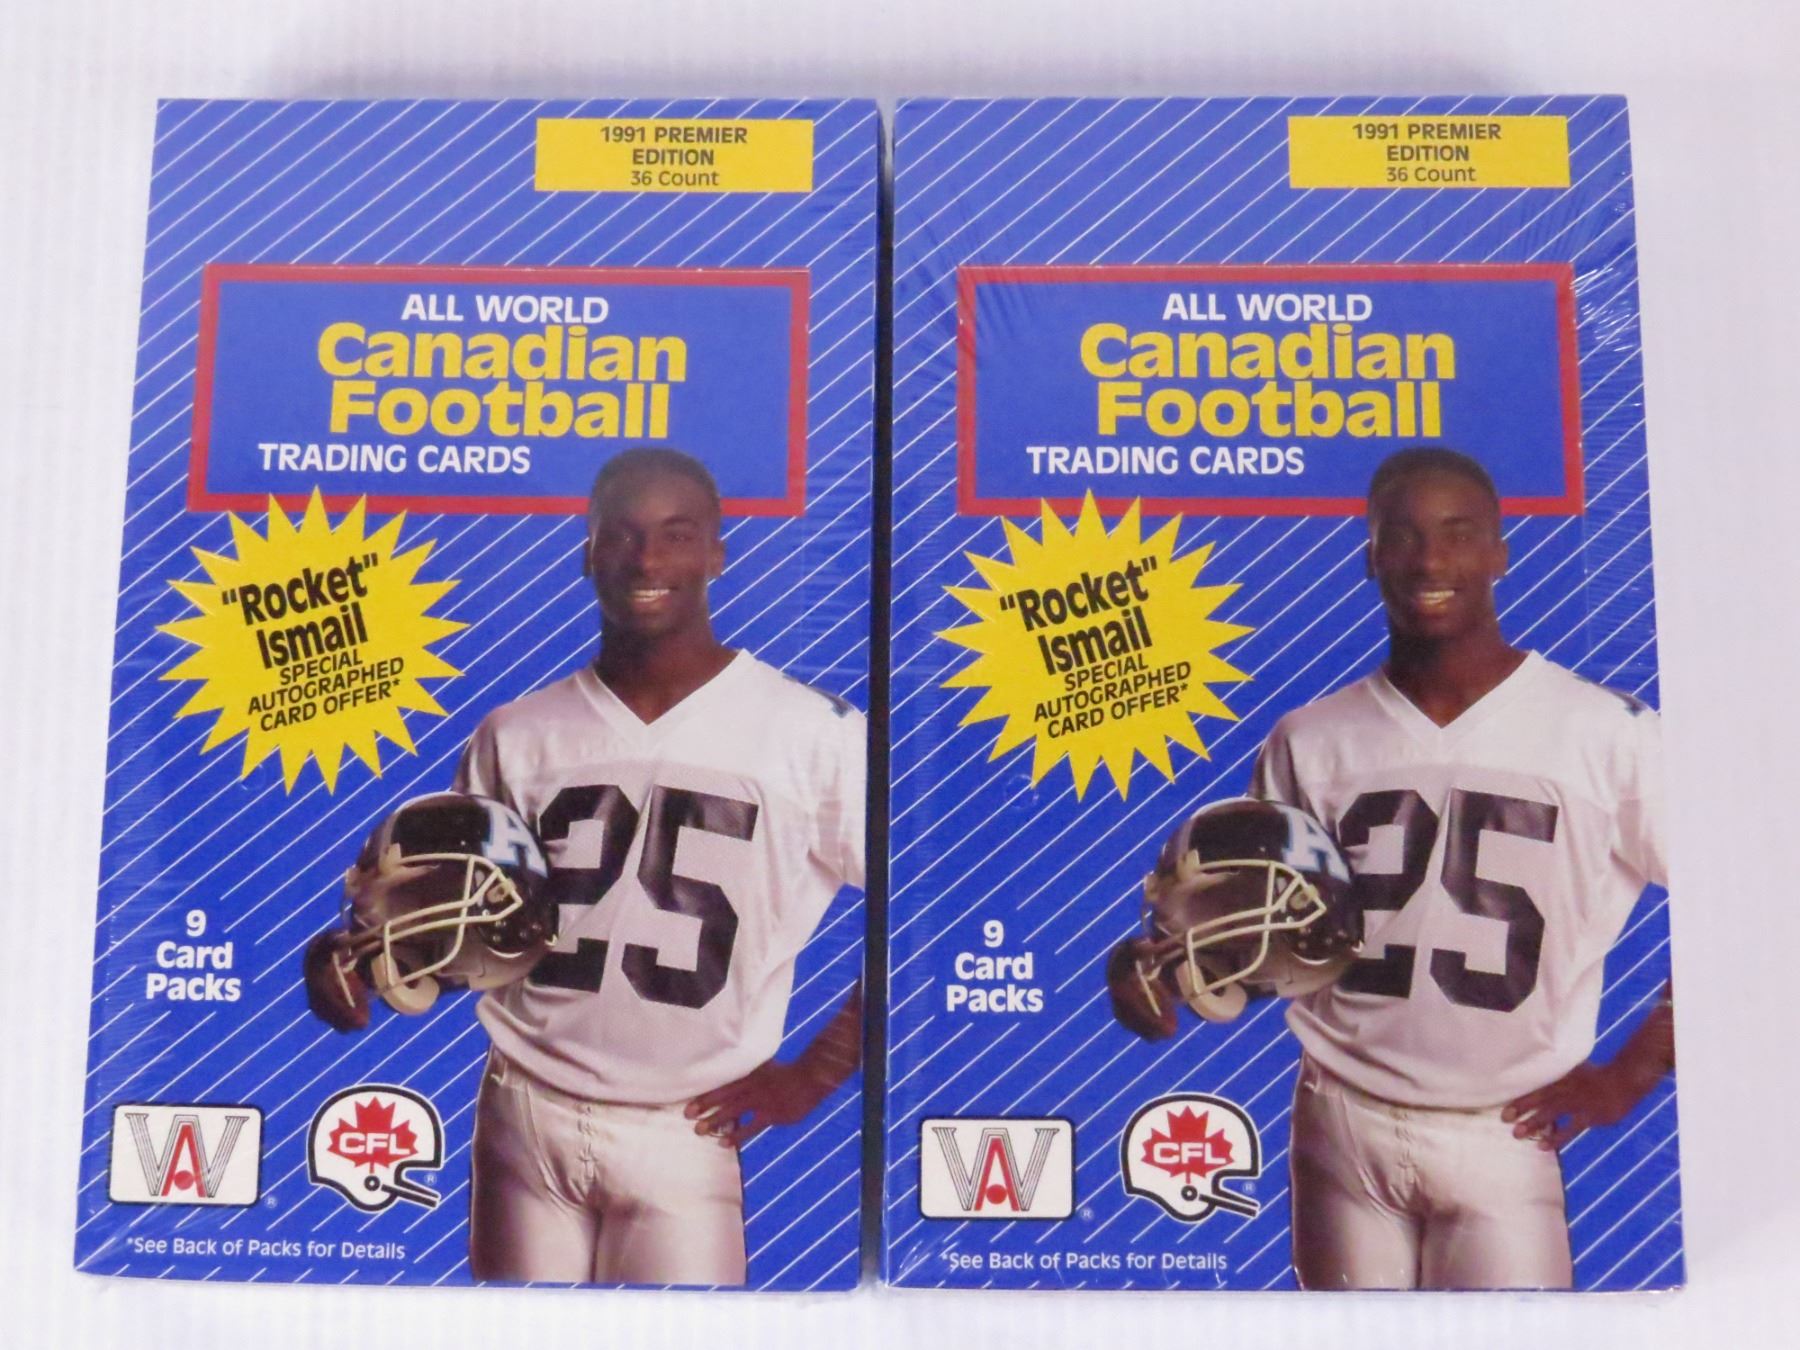 1991 PREMIER
EDITION
36 Count
ALL WORLD
Canadian
Football
TRADING CARDS
"Rocket"
Ismail
SPECIAL
AUTOGRAPHED
CARD OFFER*
A
25
9
Card
Packs
WA
®
CFL
®
*See Back of Packs for Details
1991 PREMIER
EDITION
36 Count
ALL WORLD
Canadian
Football
TRADING CARDS
"Rocket"
Ismail
SPECIAL
AUTOGRAPHED
CARD OFFER*
A
25
9
Card
Packs
WA
®
CFL
®
*See Back of Packs for Details